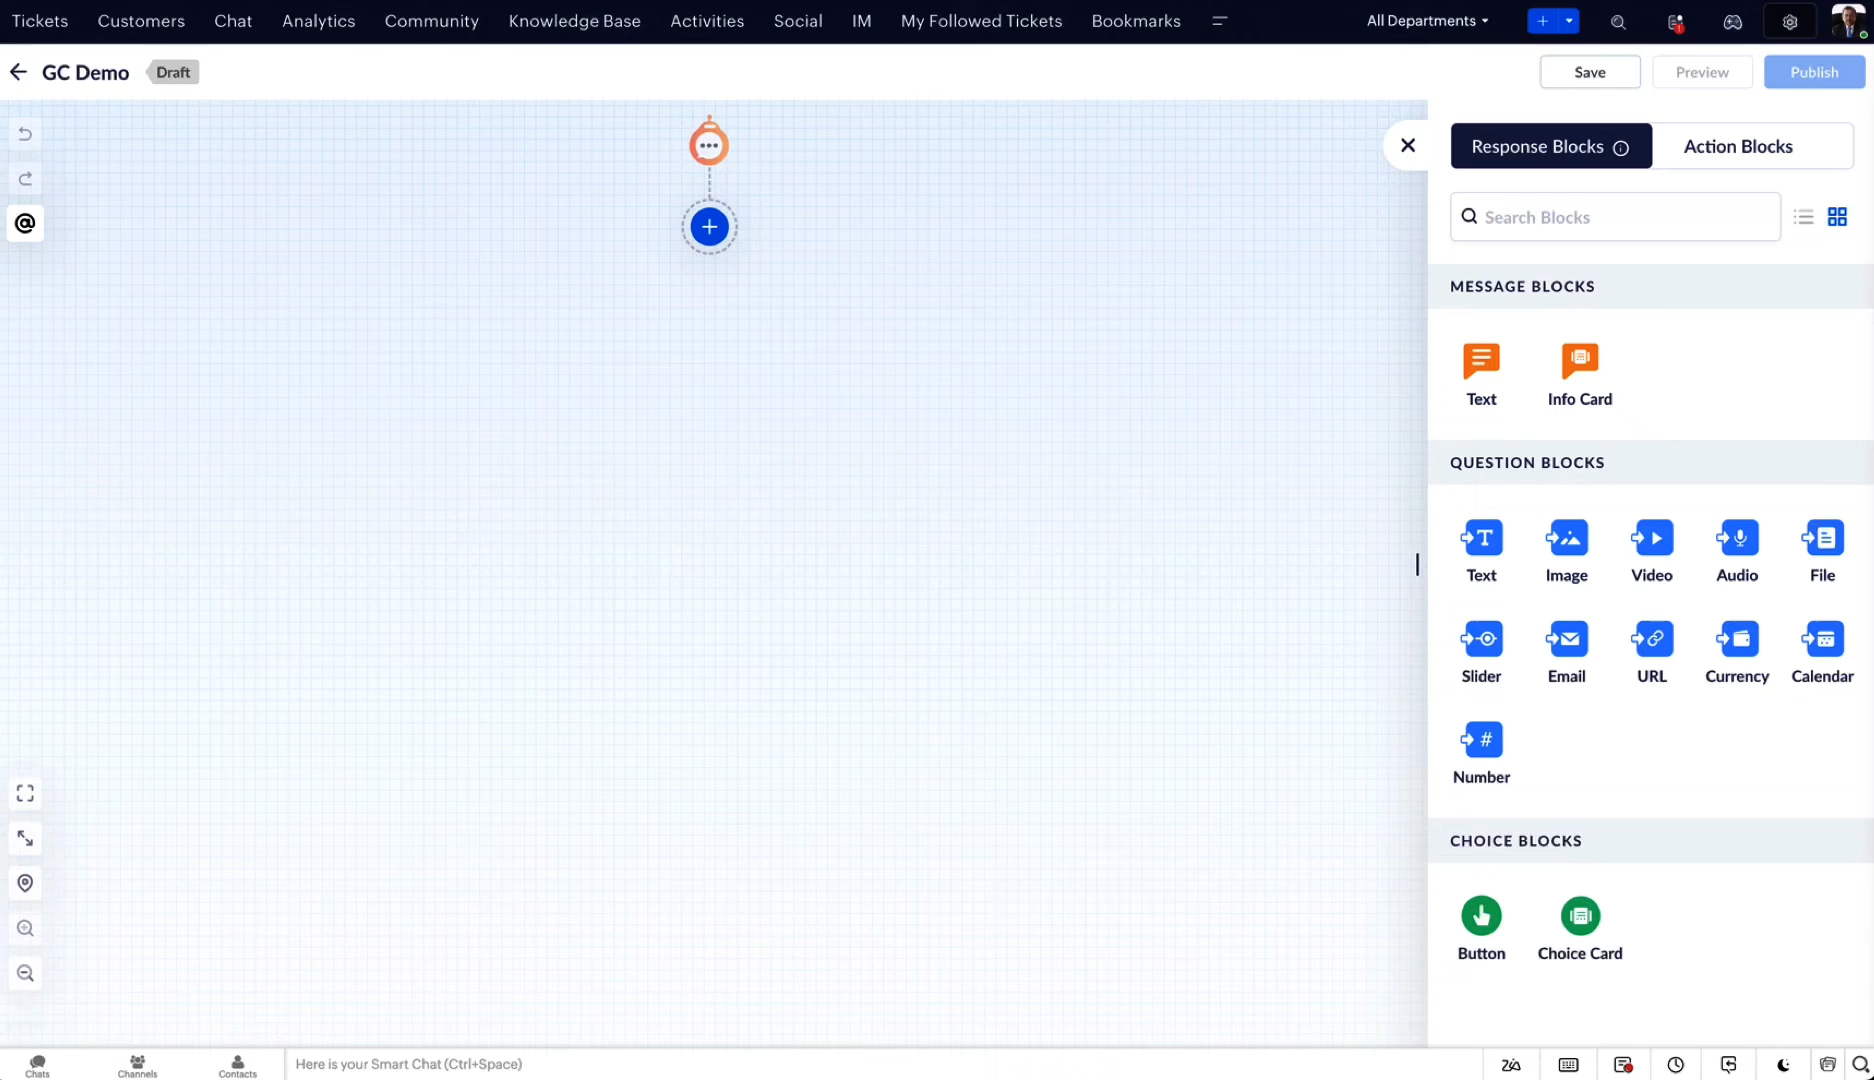 Tickets Customers Chat Analytics Community Knowledge Base Activities Social IM My Followed Tickets Bookmarks All Departments
GC Demo Draft Save Preview Publish
Response Blocks Action Blocks
@
Search Blocks
MESSAGE BLOCKS
Text Info Card
QUESTION BLOCKS
Text Image Video Audio File
Slider Email URL Currency Calendar
#
Number
CHOICE BLOCKS
Button Choice Card
Chats Channels Contacts Here is your Smart Chat (Ctrl+Space)